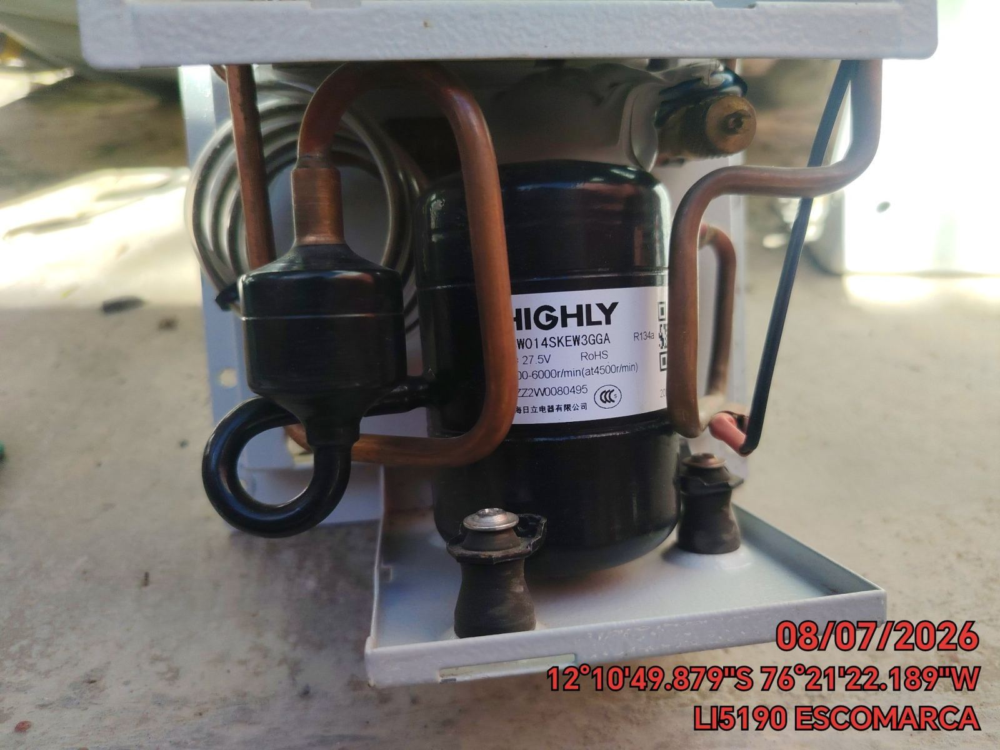 HIGHLY
W014SKEW3GGA R134a
27.5V RoHS
00-6000r/min(at4500r/min)
ZZ2W0080495
海日立电器有限公司
08/07/2026
12°10'49.879"S 76°21'22.189"W
LI5190 ESCOMARCA